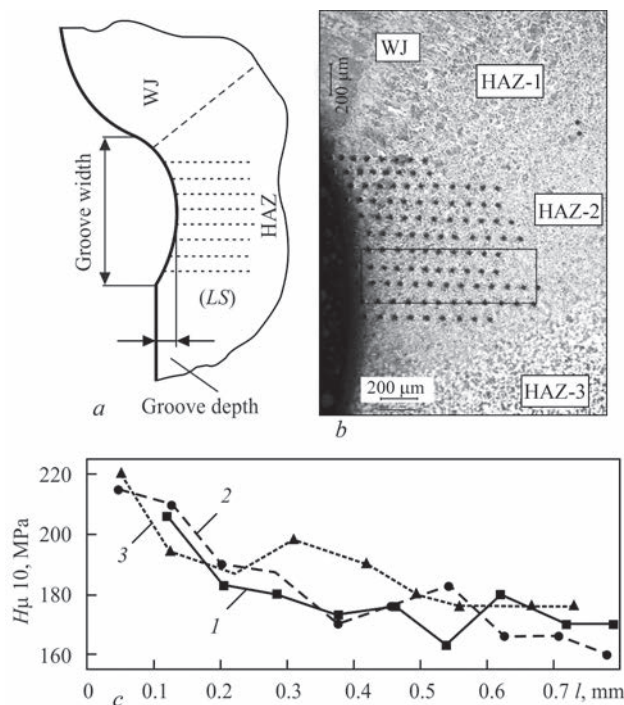 WJ
Groove width
HAZ
(LS)
Groove depth
a
WJ
200 μm
HAZ-1
HAZ-2
HAZ-3
200 μm
b
Hμ 10, MPa
220
200
180
160
1
2
3
0 0.1 0.2 0.3 0.4 0.5 0.6 0.7 l, mm
c